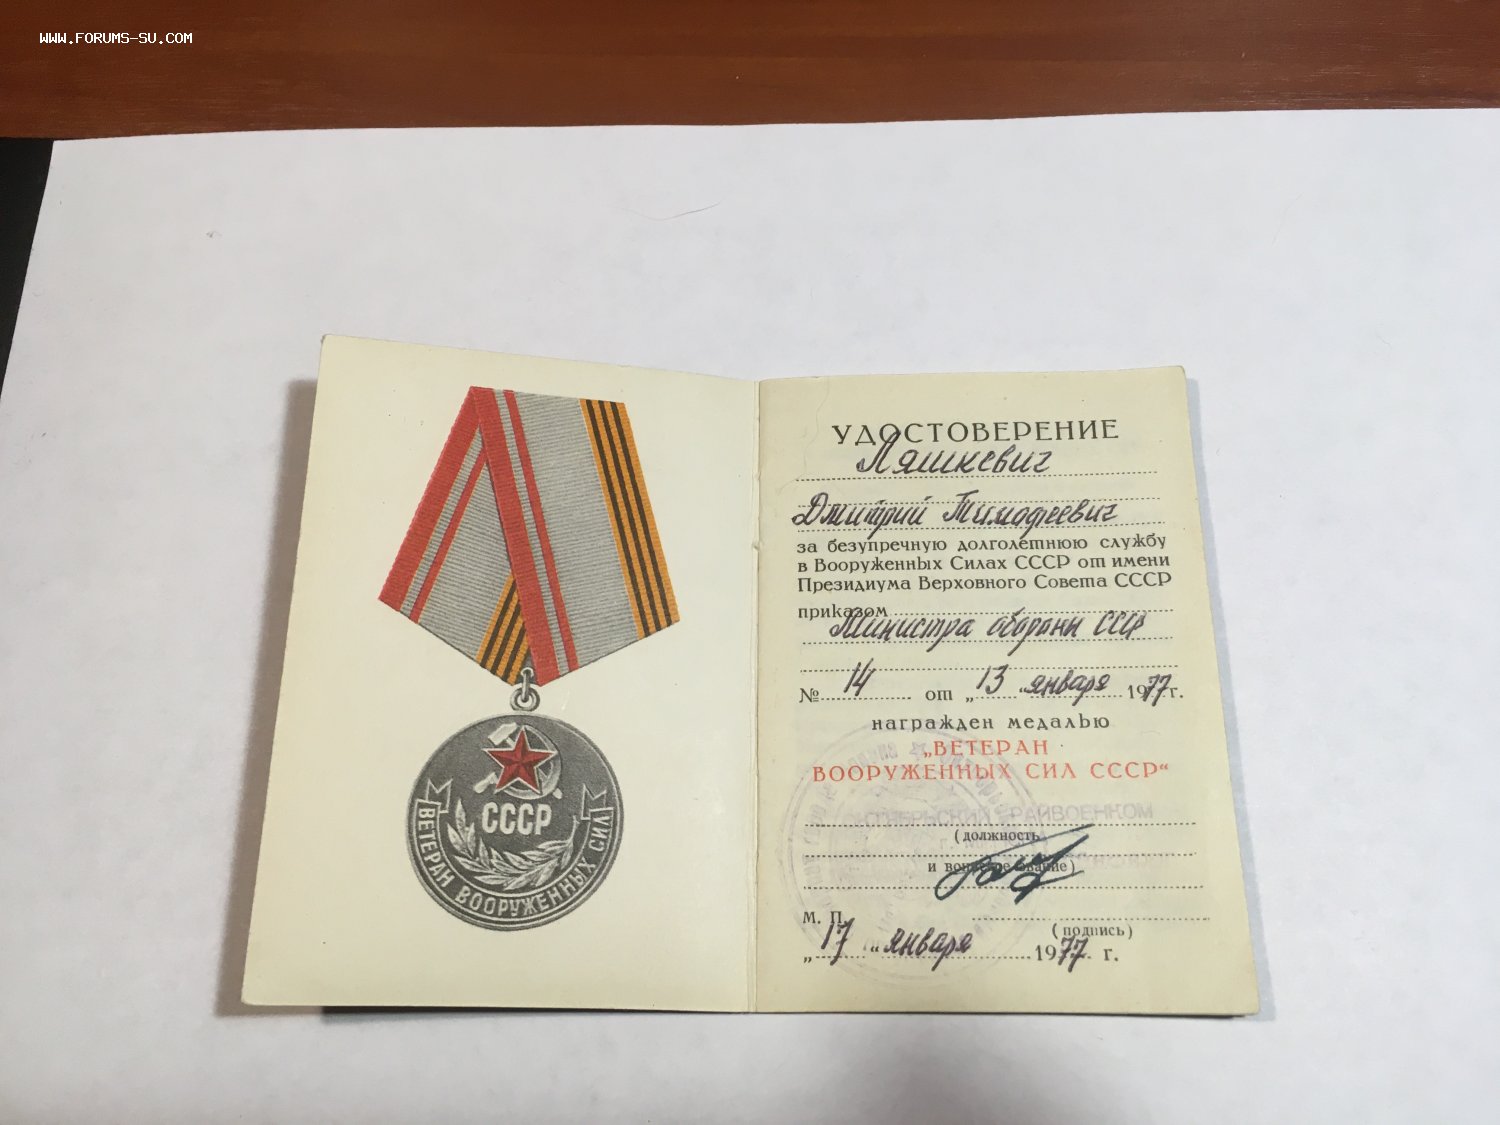 WWW.FORUMS-SU.COM
СССР
ВЕТЕРАН ВООРУЖЕННЫХ СИЛ
УДОСТОВЕРЕНИЕ
Ляшкевич
Дмитрий Тимофеевич
за безупречную долголетнюю службу
в Вооруженных Силах СССР от имени
Президиума Верховного Совета СССР
приказом
Министра обороны СССР
№ 14 от „13“ января 1977 г.
награжден медалью
„ВЕТЕРАН
ВООРУЖЕННЫХ СИЛ СССР“
РАЙВОЕНКОМ
(должность
и воинское звание)
М. П.
(подпись)
„17“ января 1977 г.